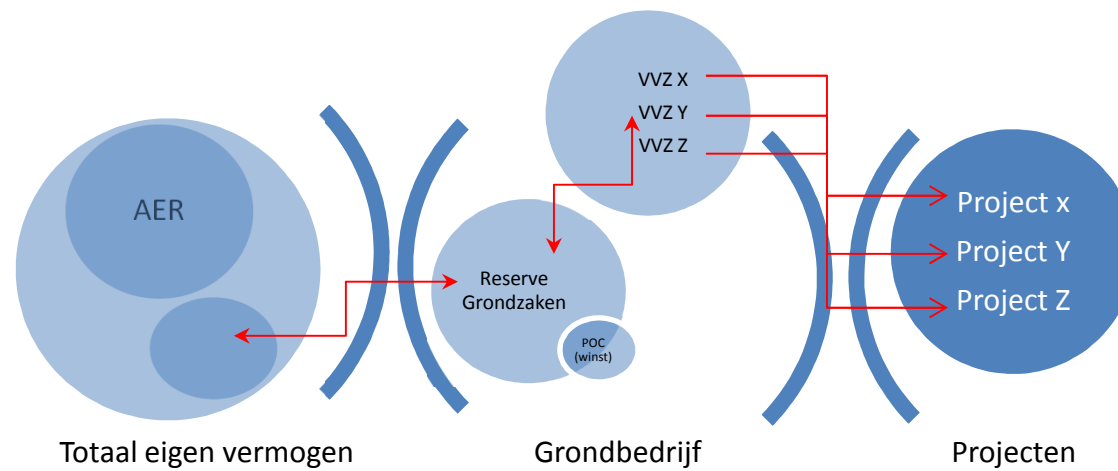 VVZ X
VVZ Y
VVZ Z
AER
Reserve
Grondzaken
POC
(winst)
Project x
Project Y
Project Z
Totaal eigen vermogen
Grondbedrijf
Projecten